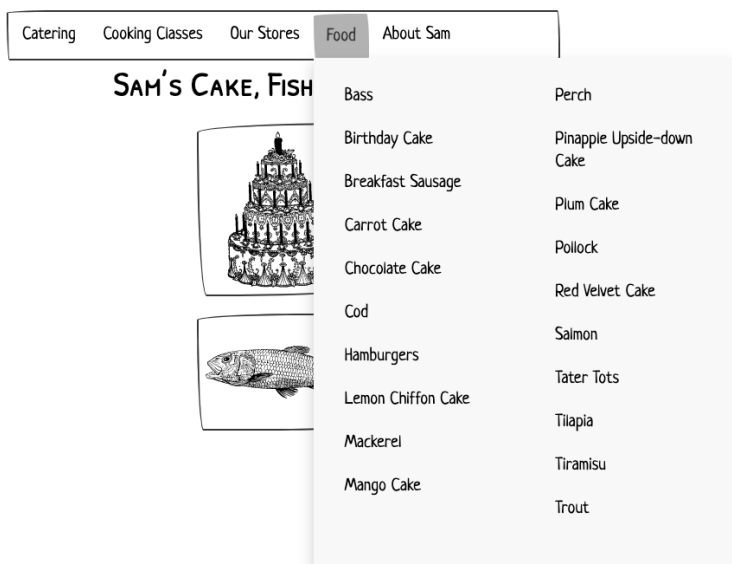 Catering Cooking Classes Our Stores Food About Sam
Sam's Cake, Fish
Bass
Birthday Cake
Breakfast Sausage
Carrot Cake
Chocolate Cake
Cod
Hamburgers
Lemon Chiffon Cake
Mackerel
Mango Cake
Perch
Pinapple Upside-down
Cake
Plum Cake
Pollock
Red Velvet Cake
Salmon
Tater Tots
Tilapia
Tiramisu
Trout